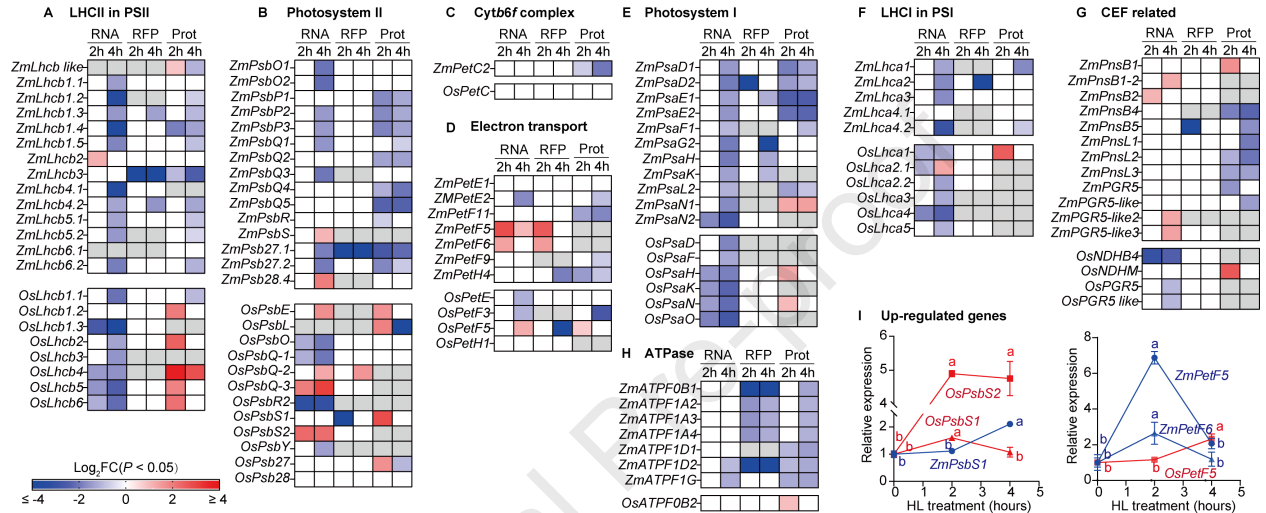 A LHCII in PSII
RNA RFP Prot
2h 4h 2h 4h 2h 4h
ZmLhcb like
ZmLhcb1.1
ZmLhcb1.2
ZmLhcb1.3
ZmLhcb1.4
ZmLhcb1.5
ZmLhcb2
ZmLhcb3
ZmLhcb4.1
ZmLhcb4.2
ZmLhcb5.1
ZmLhcb5.2
ZmLhcb6.1
ZmLhcb6.2
OsLhcb1.1
OsLhcb1.2
OsLhcb1.3
OsLhcb2
OsLhcb3
OsLhcb4
OsLhcb5
OsLhcb6
Log2FC(P < 0.05)
≤ -4 -2 0 2 ≥ 4
B Photosystem II
RNA RFP Prot
2h 4h 2h 4h 2h 4h
ZmPsbO1
ZmPsbO2
ZmPsbP1
ZmPsbP2
ZmPsbP3
ZmPsbQ1
ZmPsbQ2
ZmPsbQ3
ZmPsbQ4
ZmPsbQ5
ZmPsbR
ZmPsbS
ZmPsb27.1
ZmPsb27.2
ZmPsb28.4
OsPsbE
OsPsbL
OsPsbO
OsPsbQ-1
OsPsbQ-2
OsPsbQ-3
OsPsbR2
OsPsbS1
OsPsbS2
OsPsbY
OsPsb27
OsPsb28
C Cytb6f complex
RNA RFP Prot
2h 4h 2h 4h 2h 4h
ZmPetC2
OsPetC
D Electron transport
RNA RFP Prot
2h 4h 2h 4h 2h 4h
ZmPetE1
ZMPetE2
ZmPetF11
ZmPetF5
ZmPetF6
ZmPetF9
ZmPetH4
OsPetE
OsPetF3
OsPetF5
OsPetH1
E Photosystem I
RNA RFP Prot
2h 4h 2h 4h 2h 4h
ZmPsaD1
ZmPsaD2
ZmPsaE1
ZmPsaE2
ZmPsaF1
ZmPsaG2
ZmPsaH
ZmPsaK
ZmPsaL2
ZmPsaN1
ZmPsaN2
OsPsaD
OsPsaF
OsPsaH
OsPsaK
OsPsaN
OsPsaO
F LHCI in PSI
RNA RFP Prot
2h 4h 2h 4h 2h 4h
ZmLhca1
ZmLhca2
ZmLhca3
ZmLhca4.1
ZmLhca4.2
OsLhca1
OsLhca2.1
OsLhca2.2
OsLhca3
OsLhca4
OsLhca5
G CEF related
RNA RFP Prot
2h 4h 2h 4h 2h 4h
ZmPnsB1
ZmPnsB1-2
ZmPnsB2
ZmPnsB4
ZmPnsB5
ZmPnsL1
ZmPnsL2
ZmPnsL3
ZmPGR5
ZmPGR5-like
ZmPGR5-like2
ZmPGR5-like3
OsNDHB4
OsNDHM
OsPGR5
OsPGR5 like
H ATPase
RNA RFP Prot
2h 4h 2h 4h 2h 4h
ZmATPF0B1
ZmATPF1A2
ZmATPF1A3
ZmATPF1A4
ZmATPF1D1
ZmATPF1D2
ZmATPF1G
OsATPF0B2
I Up-regulated genes
Relative expression
6
5
4
2
1
0
a
a
OsPsbS2
OsPsbS1
b
b
a
a
b
b
ZmPsbS1
b
0 1 2 3 4 5
HL treatment (hours)
Relative expression
8
6
4
2
0
a
ZmPetF5
a
ZmPetF6
b
a
b
b
b
b
OsPetF5
0 1 2 3 4 5
HL treatment (hours)
Pre-proof